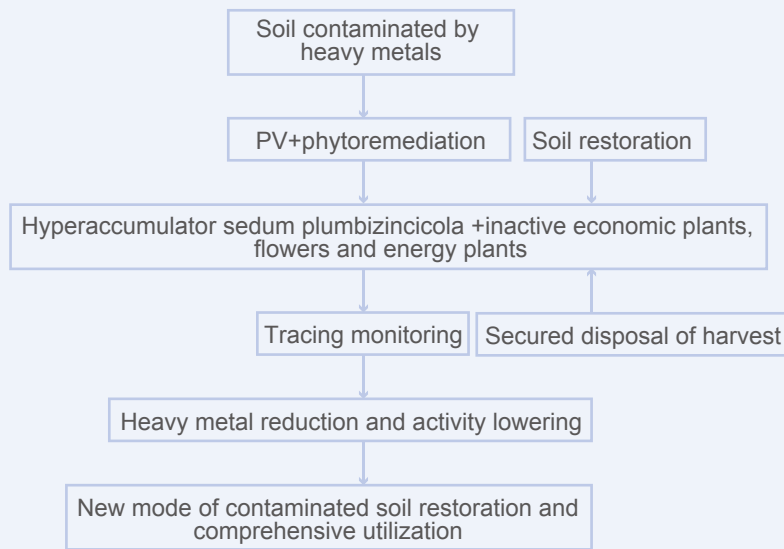 Soil contaminated by
heavy metals
PV+phytoremediation
Soil restoration
Hyperaccumulator sedum plumbizincicola +inactive economic plants,
flowers and energy plants
Tracing monitoring
Secured disposal of harvest
Heavy metal reduction and activity lowering
New mode of contaminated soil restoration and
comprehensive utilization